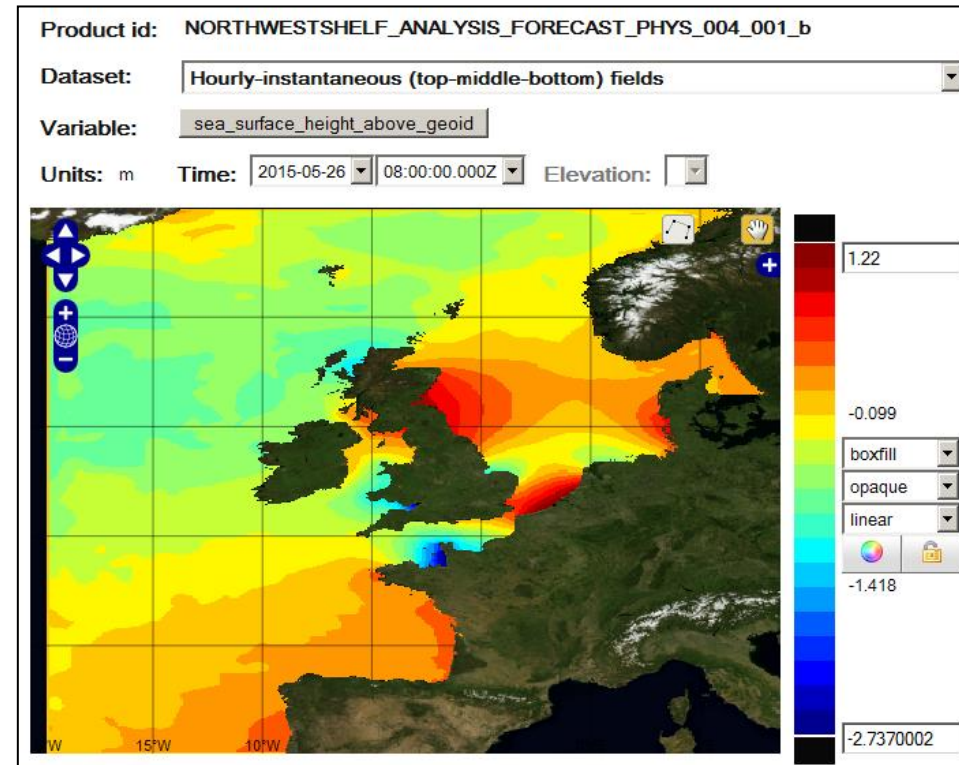 Product id: NORTHWESTSHELF_ANALYSIS_FORECAST_PHYS_004_001_b
Dataset: Hourly-instantaneous (top-middle-bottom) fields
Variable: sea_surface_height_above_geoid
Units: m Time: 2015-05-26 08:00:00.000Z Elevation:
1.22
-0.099
boxfill
opaque
linear
-1.418
-2.7370002
W 15°W 10°W